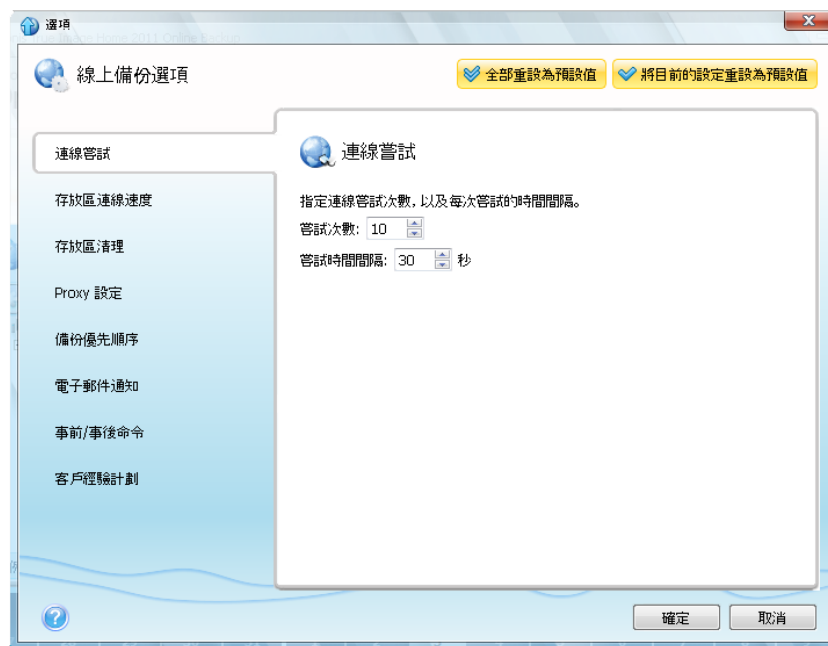 選項
線上備份選項
全部重設為預設值
將目前的設定重設為預設值
連線嘗試
存放區連線速度
存放區清理
Proxy 設定
備份優先順序
電子郵件通知
事前/事後命令
客戶經驗計劃
連線嘗試
指定連線嘗試次數, 以及每次嘗試的時間間隔。
嘗試次數: 10
嘗試時間間隔: 30 秒
確定
取消